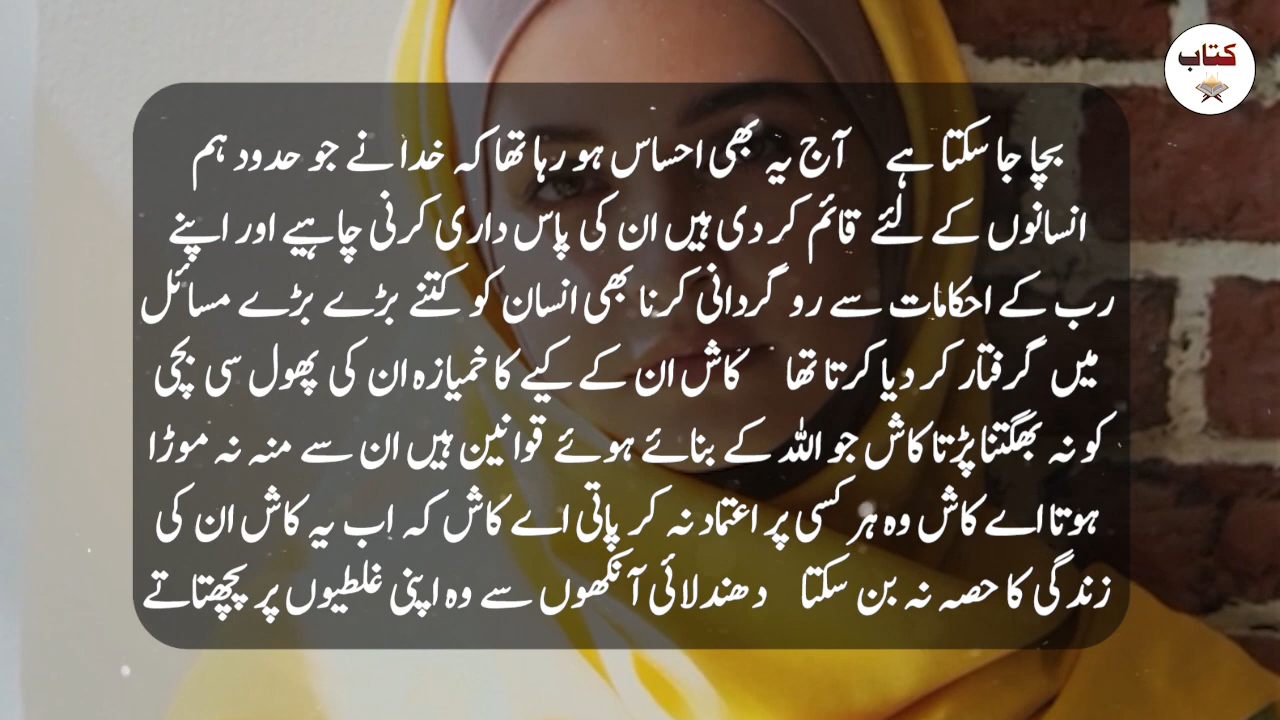 کتاب
بچا جا سکتا ہے آج یہ بھی احساس ہو رہا تھا کہ خدا نے جو حدود ہم
انسانوں کے لئے قائم کر دی ہیں ان کی پاس داری کرنی چاہیے اور اپنے
رب کے احکامات سے رو گردانی کرنا بھی انسان کو کتنے بڑے بڑے مسائل
میں گرفتار کر دیا کرتا تھا کاش ان کے کیے کا خمیازہ ان کی پھول سی بچی
کو نہ بھگتنا پڑتا کاش جو اللہ کے بنائے ہوئے قوانین ہیں ان سے منہ نہ موڑا
ہوتا اے کاش وہ ہر کسی پر اعتماد نہ کر پاتی اے کاش کہ اب یہ کاش ان کی
زندگی کا حصہ نہ بن سکتا دھندلائی آنکھوں سے وہ اپنی غلطیوں پر پچھتاتے